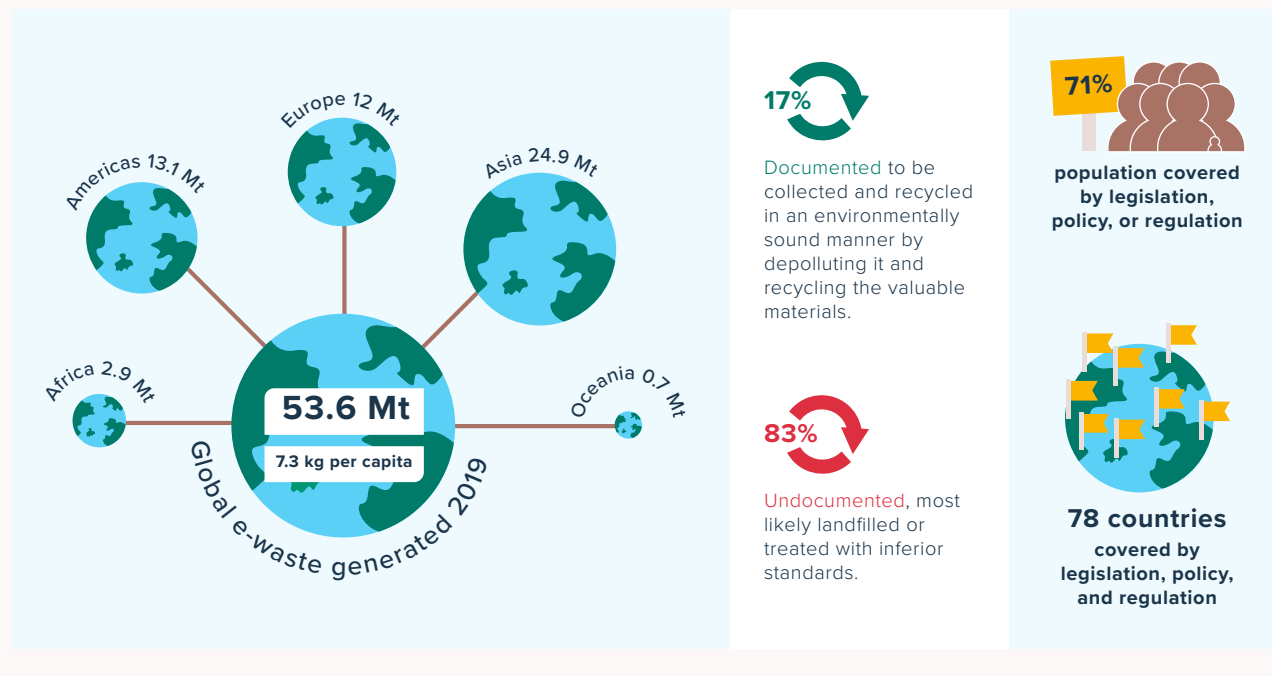 Africa 2.9 Mt
Americas 13.1 Mt
Europe 12 Mt
Asia 24.9 Mt
Oceania 0.7 Mt
53.6 Mt
7.3 kg per capita
Global e-waste generated 2019
17%
Documented to be
collected and recycled
in an environmentally
sound manner by
depolluting it and
recycling the valuable
materials.
83%
Undocumented, most
likely landfilled or
treated with inferior
standards.
71%
population covered
by legislation,
policy, or regulation
78 countries
covered by
legislation, policy,
and regulation